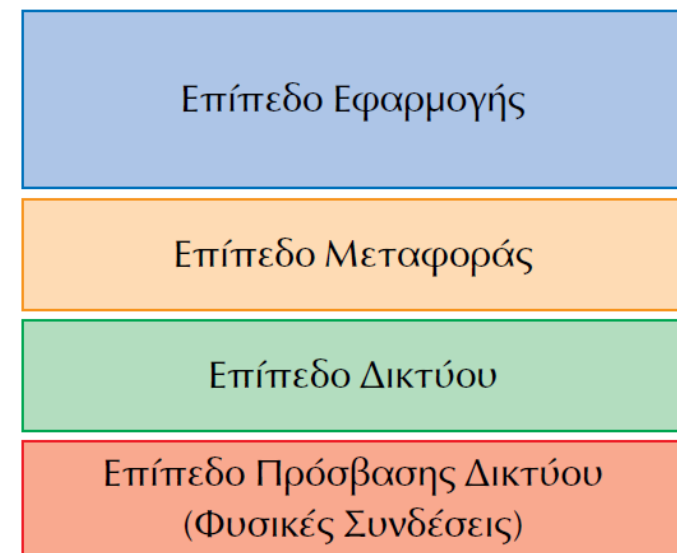 Επίπεδο Εφαρμογής
Επίπεδο Μεταφοράς
Επίπεδο Δικτύου
Επίπεδο Πρόσβασης Δικτύου
(Φυσικές Συνδέσεις)